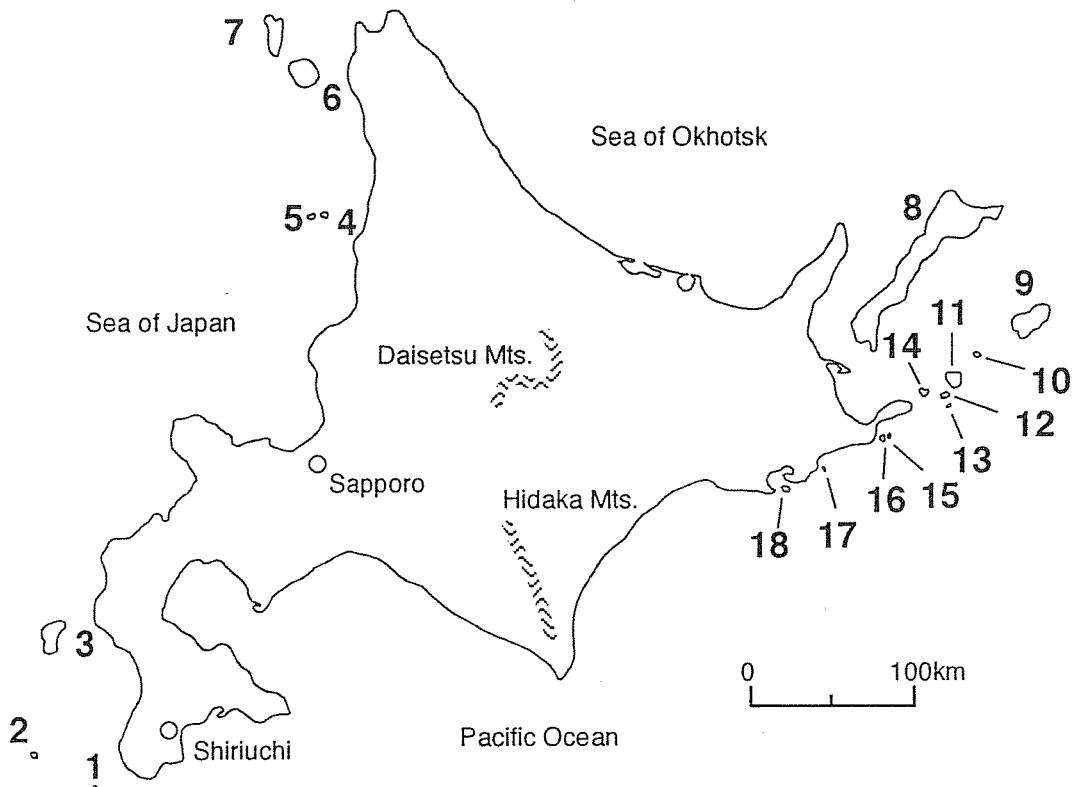 7
6
Sea of Okhotsk
5
4
8
9
Sea of Japan
11
14
Daisetsu Mts.
10
12
13
Sapporo
Hidaka Mts.
16
15
17
18
3
0
100km
2
Shiriuchi
Pacific Ocean
1